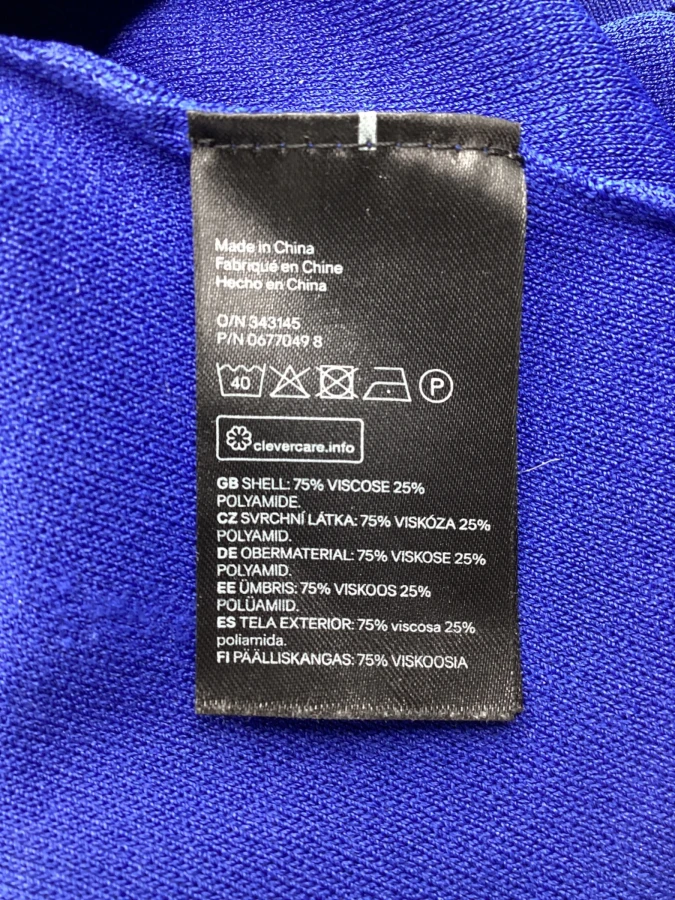 Made in China
Fabriqué en Chine
Hecho en China
O/N 343145
P/N 0677049 8
40
P
clevercare.info
GB SHELL: 75% VISCOSE 25%
POLYAMIDE.
CZ SVRCHNÍ LÁTKA: 75% VISKÓZA 25%
POLYAMID.
DE OBERMATERIAL: 75% VISKOSE 25%
POLYAMID.
EE ÜMBRIS: 75% VISKOOS 25%
POLÜAMIID.
ES TELA EXTERIOR: 75% viscosa 25%
poliamida.
FI PÄÄLLISKANGAS: 75% VISKOOSIA